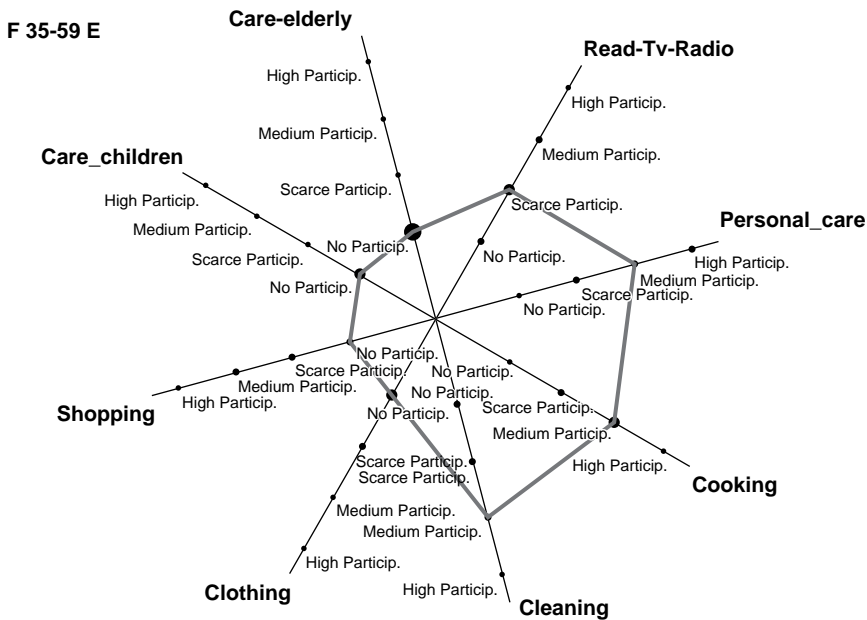 F 35-59 E
Care-elderly
High Particip.
Medium Particip.
Scarce Particip.
No Particip.
Read-Tv-Radio
High Particip.
Medium Particip.
Scarce Particip.
No Particip.
Care_children
High Particip.
Medium Particip.
Scarce Particip.
No Particip.
Personal_care
High Particip.
Medium Particip.
Scarce Particip.
No Particip.
Shopping
No Particip.
Scarce Particip.
Medium Particip.
High Particip.
Cooking
No Particip.
Scarce Particip.
Medium Particip.
High Particip.
Clothing
No Particip.
Scarce Particip.
Medium Particip.
High Particip.
Cleaning
No Particip.
Scarce Particip.
Medium Particip.
High Particip.